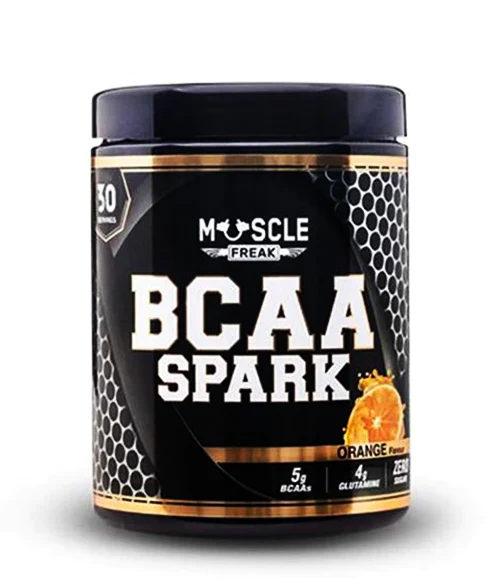 30
SERVINGS
MUSCLE
FREAK
BCAA
SPARK
ORANGE Flavour
5g
BCAAs
4g
GLUTAMINE
ZERO
SUGAR